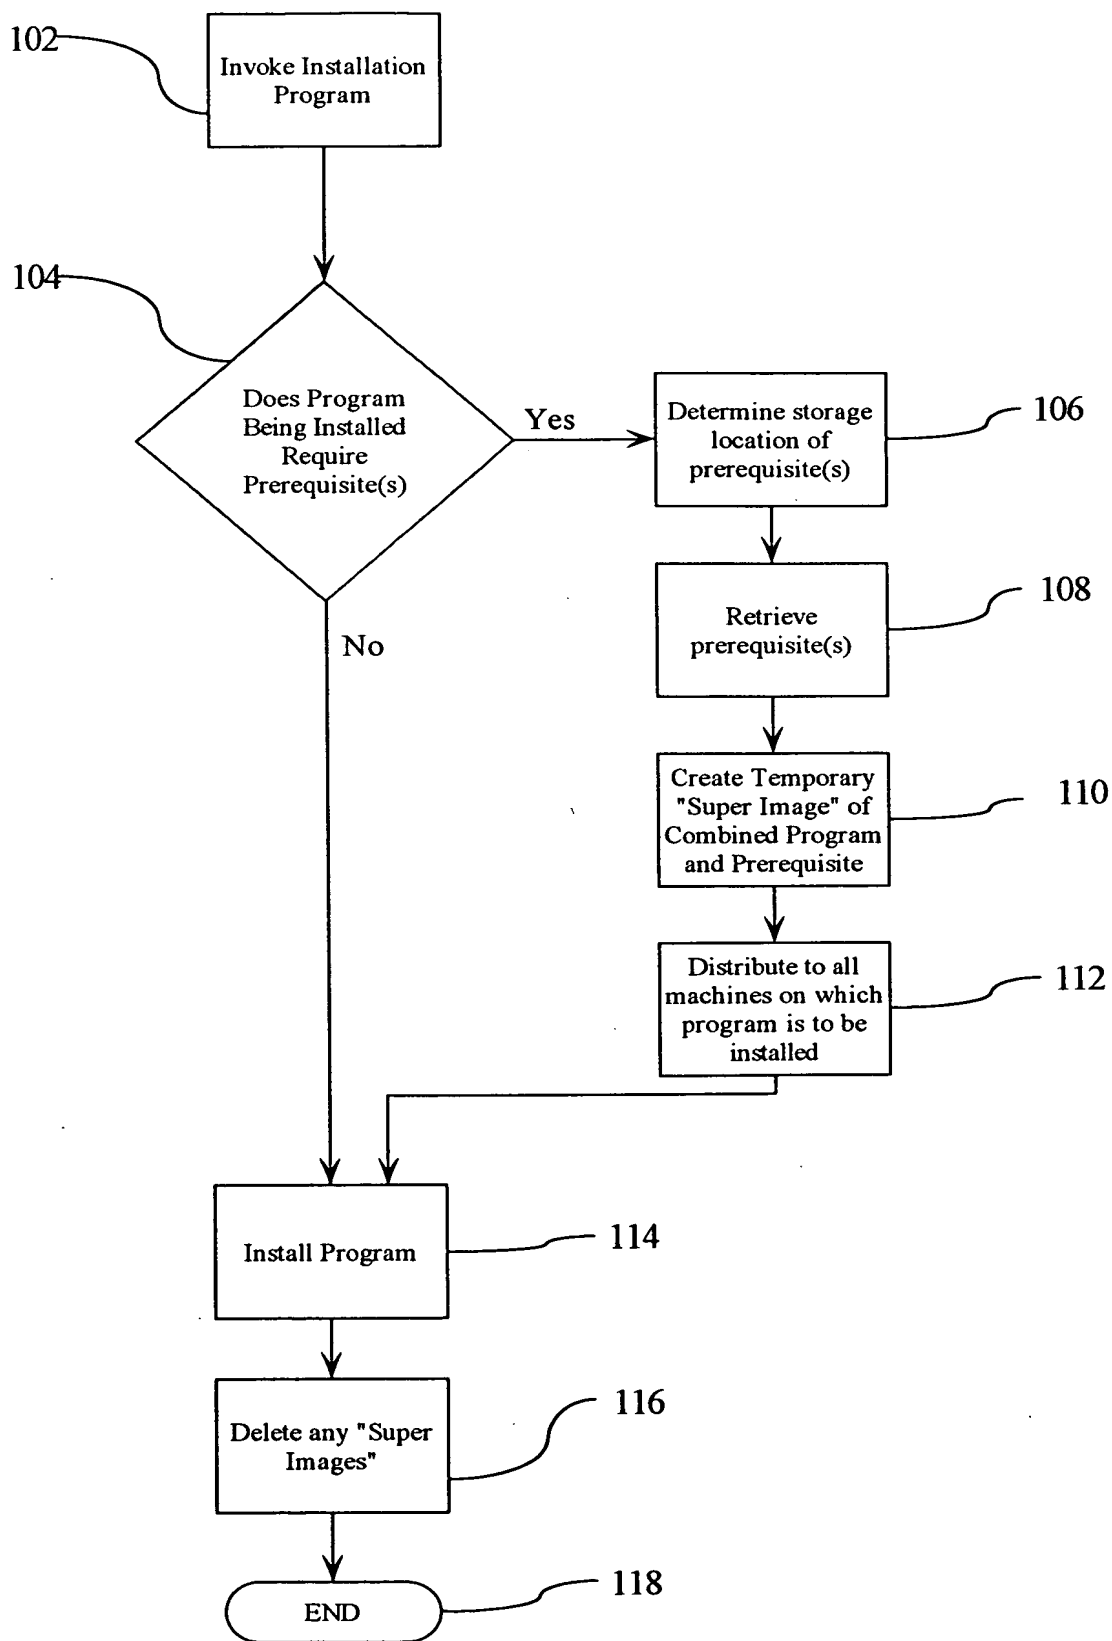 102
Invoke Installation
Program
104
Does Program
Being Installed
Require
Prerequisite(s)
Yes
Determine storage
location of
prerequisite(s)
106
Retrieve
prerequisite(s)
108
No
Create Temporary
"Super Image" of
Combined Program
and Prerequisite
110
Distribute to all
machines on which
program is to be
installed
112
Install Program
114
Delete any "Super
Images"
116
END
118